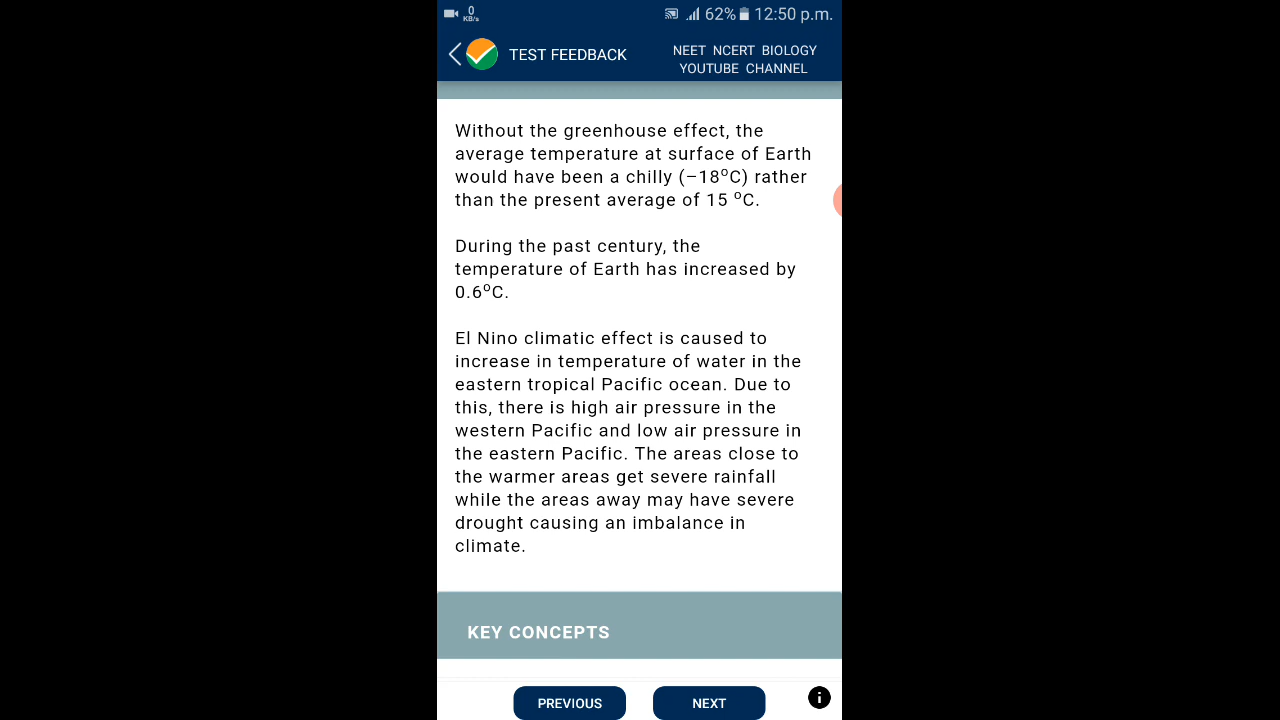 0
KB/s
62%
12:50 p.m.
TEST FEEDBACK
NEET NCERT BIOLOGY
YOUTUBE CHANNEL
Without the greenhouse effect, the
average temperature at surface of Earth
would have been a chilly (−18⁰C) rather
than the present average of 15 ⁰C.
During the past century, the
temperature of Earth has increased by
0.6⁰C.
El Nino climatic effect is caused to
increase in temperature of water in the
eastern tropical Pacific ocean. Due to
this, there is high air pressure in the
western Pacific and low air pressure in
the eastern Pacific. The areas close to
the warmer areas get severe rainfall
while the areas away may have severe
drought causing an imbalance in
climate.
KEY CONCEPTS
PREVIOUS
NEXT
i